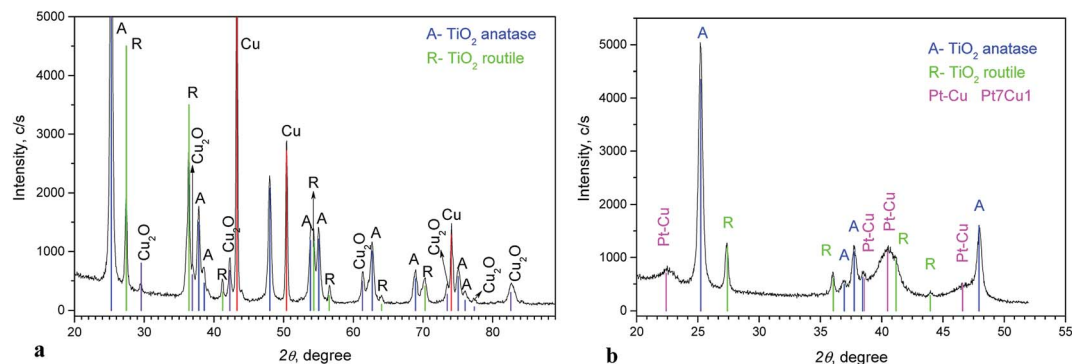 5000
4000
3000
2000
1000
0
Intensity, c/s
20 30 40 50 60 70 80
2θ, degree
a
A- TiO2 anatase
R- TiO2 routile
A
R
Cu2O
R
Cu2O
A
A
R
Cu2O
Cu
Cu
A
R
A
R
Cu2O
A
R
A
R
Cu2O
Cu
A
A
Cu2O
Cu2O
5000
4000
3000
2000
1000
0
Intensity, c/s
20 25 30 35 40 45 50 55
2θ, degree
b
A- TiO2 anatase
R- TiO2 routile
Pt-Cu Pt7Cu1
Pt-Cu
A
R
R
A
A
Pt-Cu
Pt-Cu
R
R
Pt-Cu
A